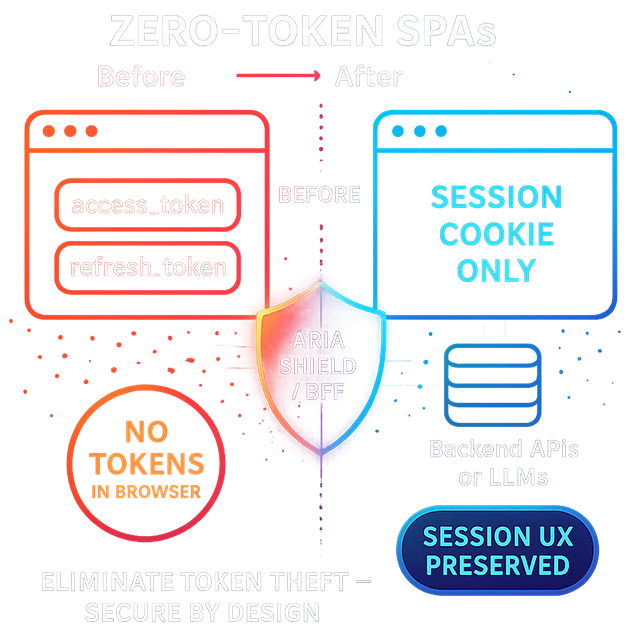 ZERO-TOKEN SPAs
Before
After
access_token
refresh_token
BEFORE
SESSION
COOKIE
ONLY
ARIA
SHIELD
/ BFF
NO
TOKENS
IN BROWSER
Backend APis
or LLMs
SESSION UX
PRESERVED
ELIMINATE TOKEN THEFT –
SECURE BY DESIGN